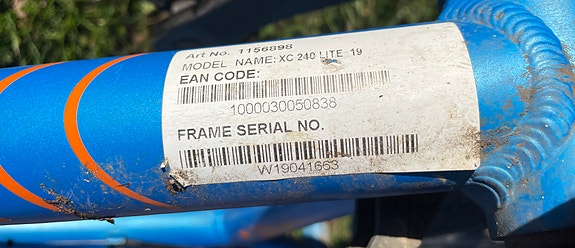 Art No. 1156898
MODEL NAME: XC 240 LITE 19
EAN CODE:
1000030050838
FRAME SERIAL NO.
W19041663